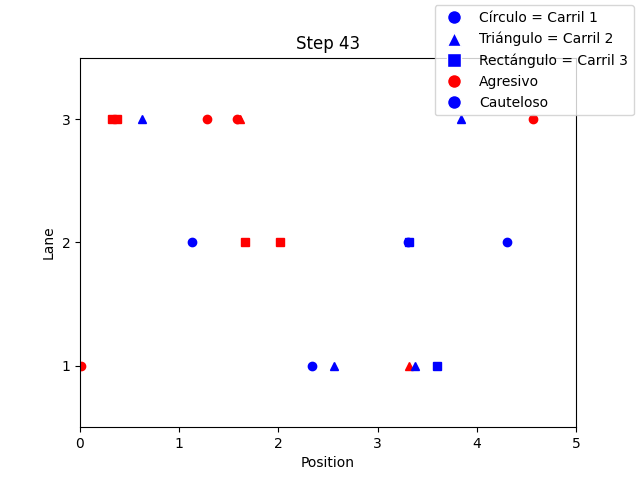 Step 43
Círculo = Carril 1
Triángulo = Carril 2
Rectángulo = Carril 3
Agresivo
Cauteloso
Lane
3
2
1
0 1 2 3 4 5
Position